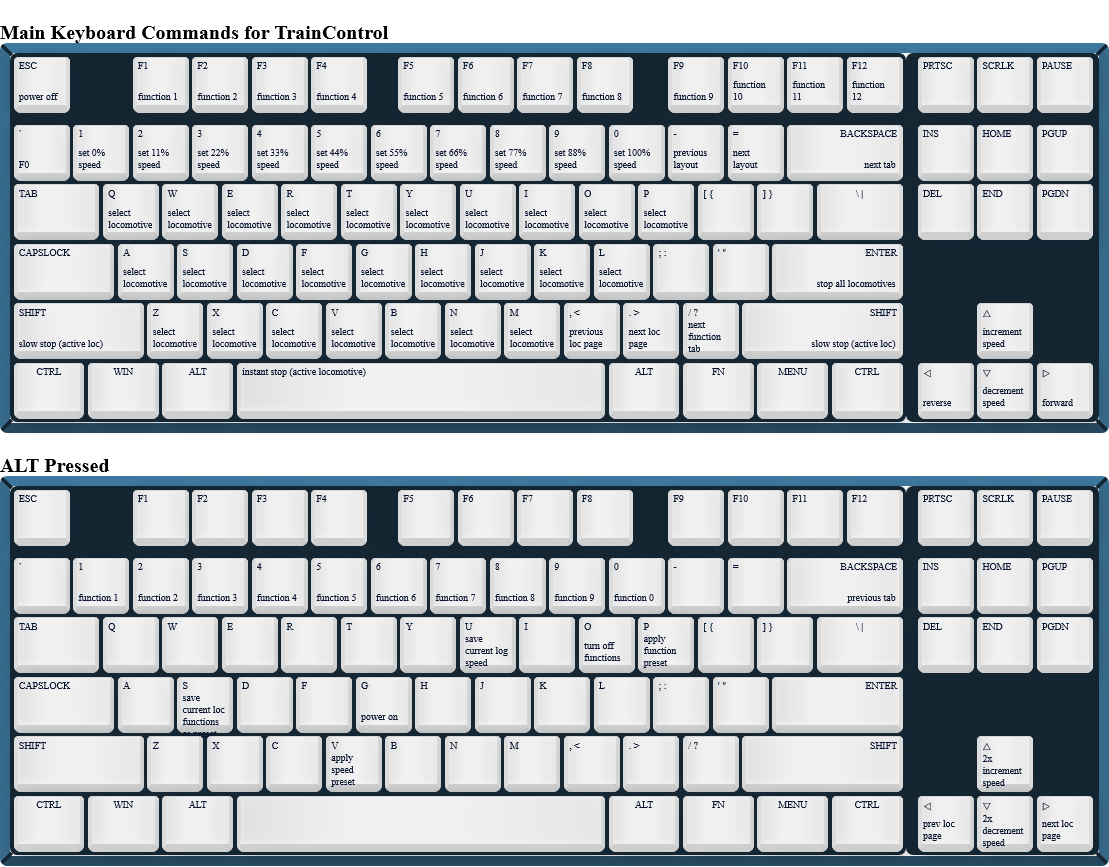 Main Keyboard Commands for TrainControl
ESC F1 F2 F3 F4 F5 F6 F7 F8 F9 F10 F11 F12 PRTSC SCRLK PAUSE
power off function 1 function 2 function 3 function 4 function 5 function 6 function 7 function 8 function 9 function 10 function 11 function 12
` 1 2 3 4 5 6 7 8 9 0 - = BACKSPACE INS HOME PGUP
F0 set 0% speed set 11% speed set 22% speed set 33% speed set 44% speed set 55% speed set 66% speed set 77% speed set 88% speed set 100% speed previous layout next layout next tab
TAB Q W E R T Y U I O P [ { ] } \ | DEL END PGDN
select locomotive select locomotive select locomotive select locomotive select locomotive select locomotive select locomotive select locomotive select locomotive select locomotive
CAPSLOCK A S D F G H J K L ; : ' " ENTER
select locomotive select locomotive select locomotive select locomotive select locomotive select locomotive select locomotive select locomotive select locomotive stop all locomotives
SHIFT Z X C V B N M , < . > / ? SHIFT △
slow stop (active loc) select locomotive select locomotive select locomotive select locomotive select locomotive select locomotive select locomotive previous loc page next loc page next function tab slow stop (active loc) increment speed
CTRL WIN ALT instant stop (active locomotive) ALT FN MENU CTRL ◁ ▽ ▷
reverse decrement speed forward
ALT Pressed
ESC F1 F2 F3 F4 F5 F6 F7 F8 F9 F10 F11 F12 PRTSC SCRLK PAUSE
` 1 2 3 4 5 6 7 8 9 0 - = BACKSPACE INS HOME PGUP
function 1 function 2 function 3 function 4 function 5 function 6 function 7 function 8 function 9 function 0 previous tab
TAB Q W E R T Y U I O P [ { ] } \ | DEL END PGDN
save current log speed turn off functions apply function preset
CAPSLOCK A S D F G H J K L ; : ' " ENTER
save current loc functions power on
SHIFT Z X C V B N M , < . > / ? SHIFT △
apply speed preset 2x increment speed
CTRL WIN ALT ALT FN MENU CTRL ◁ ▽ ▷
prev loc page 2x decrement speed next loc page